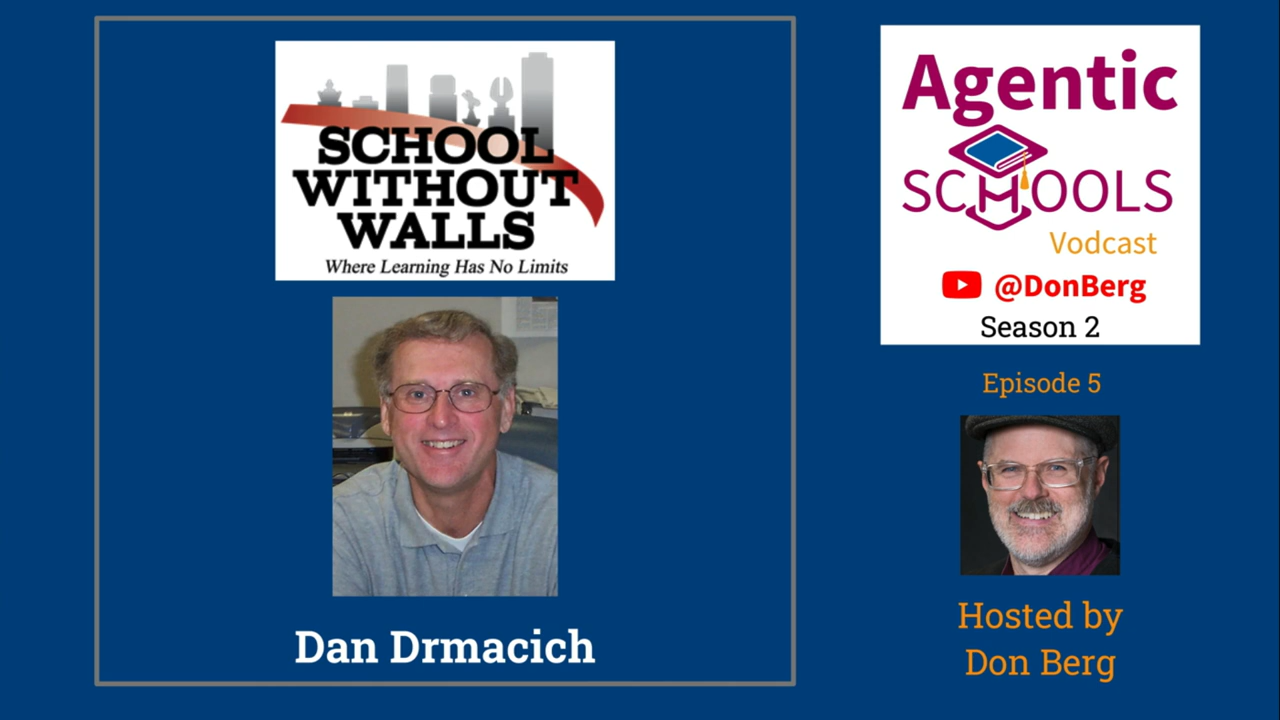 SCHOOL
WITHOUT
WALLS
Where Learning Has No Limits
Dan Drmacich
Agentic
SCHOOLS
Vodcast
@DonBerg
Season 2
Episode 5
Hosted by
Don Berg